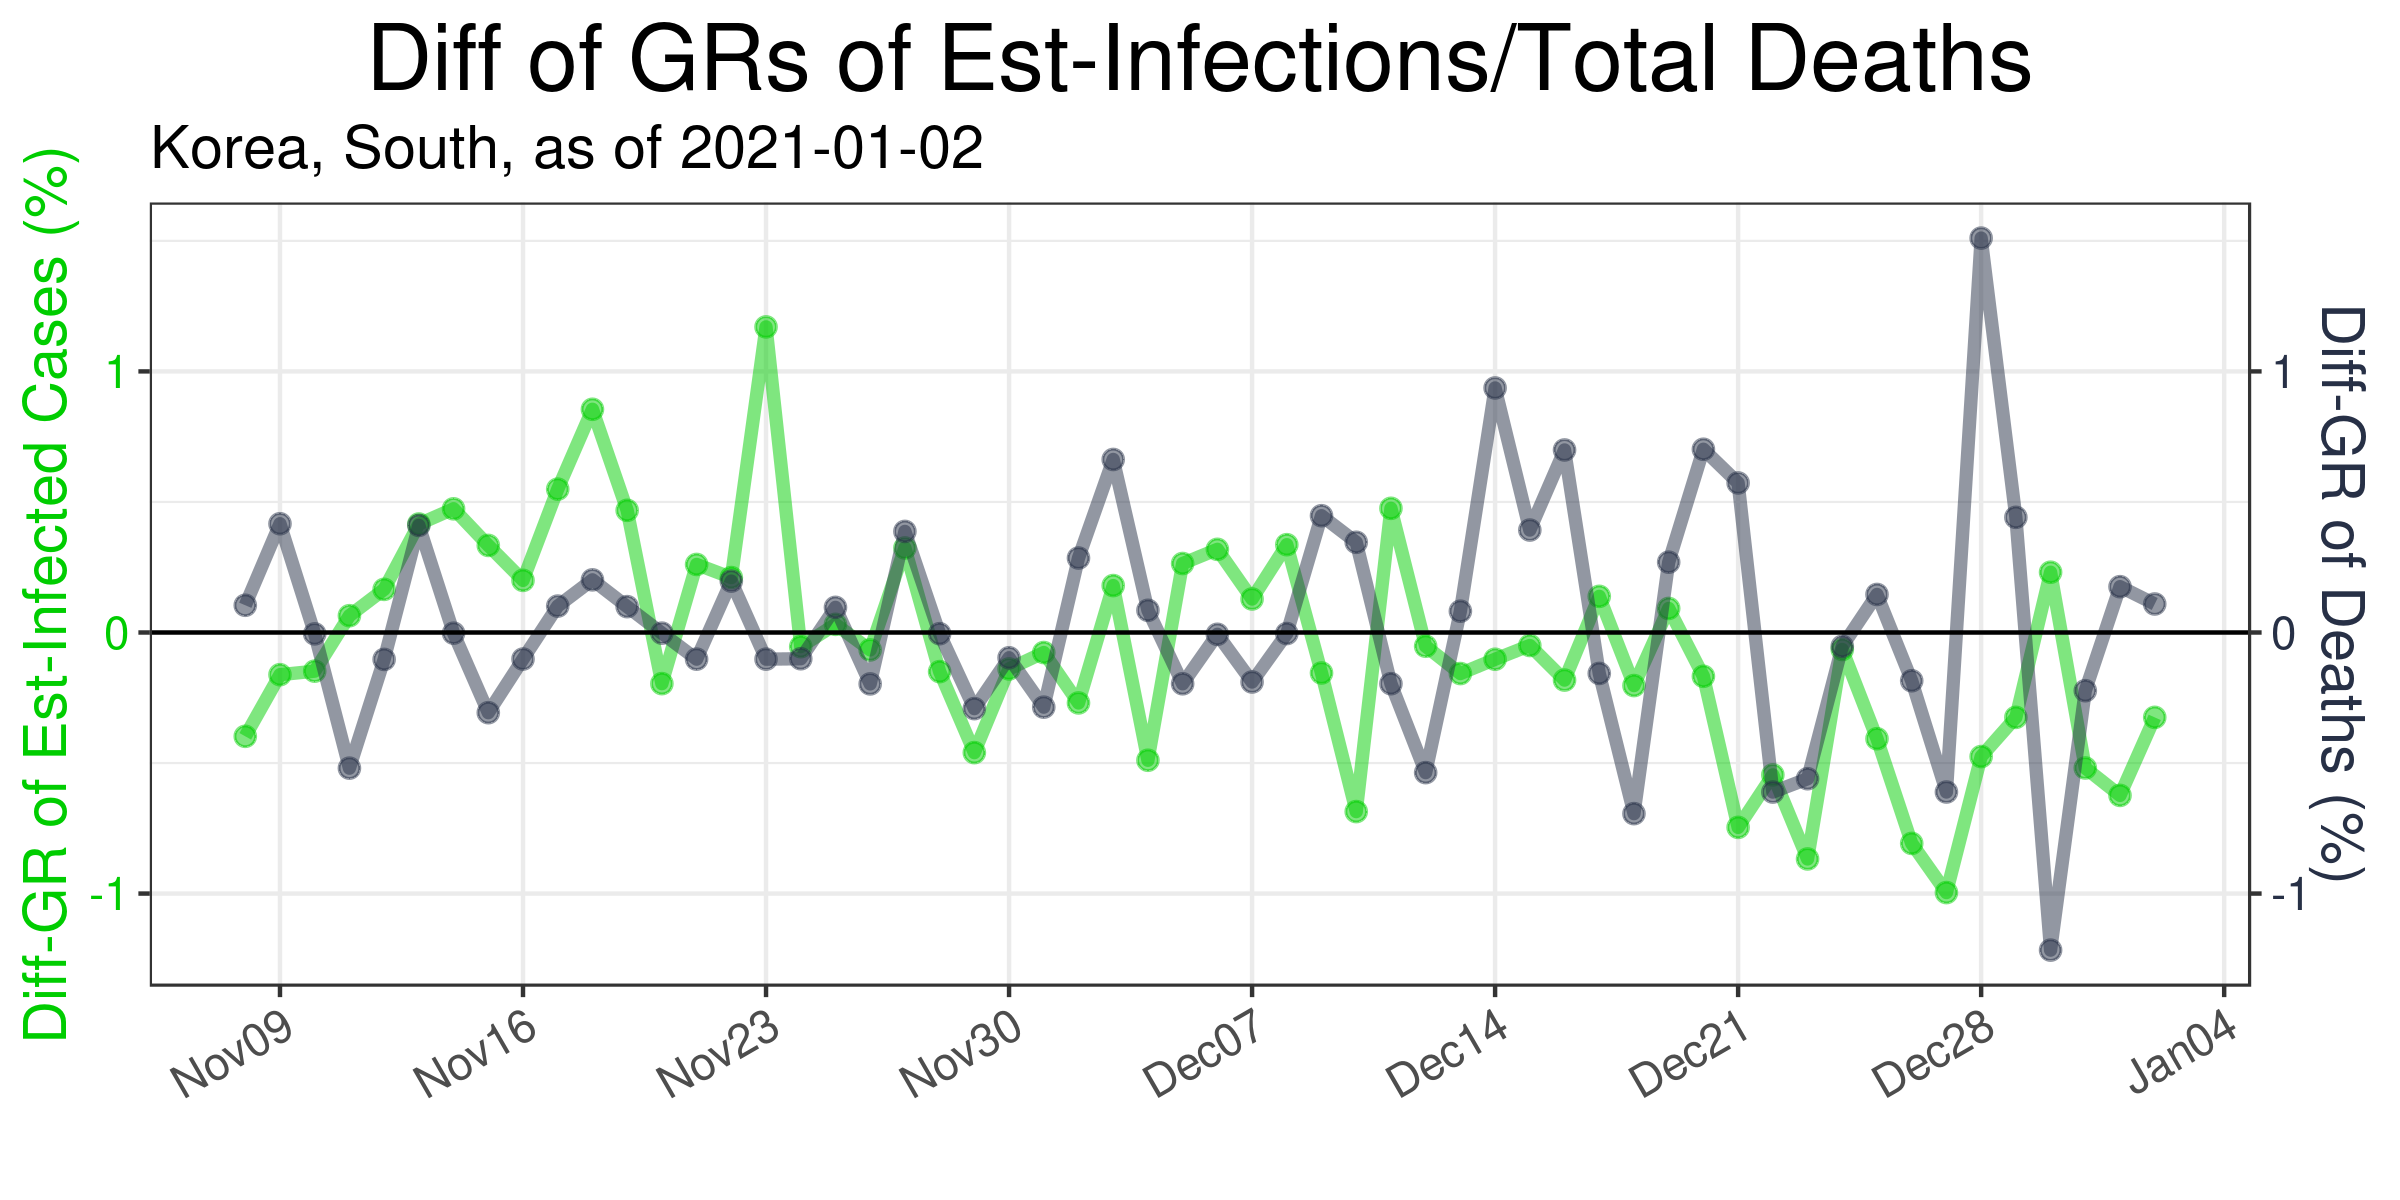 Diff of GRs of Est-Infections/Total Deaths
Korea, South, as of 2021-01-02
Diff-GR of Est-Infected Cases (%)
1
0
-1
1
0
-1
Diff-GR of Deaths (%)
Nov09
Nov16
Nov23
Nov30
Dec07
Dec14
Dec21
Dec28
Jan04